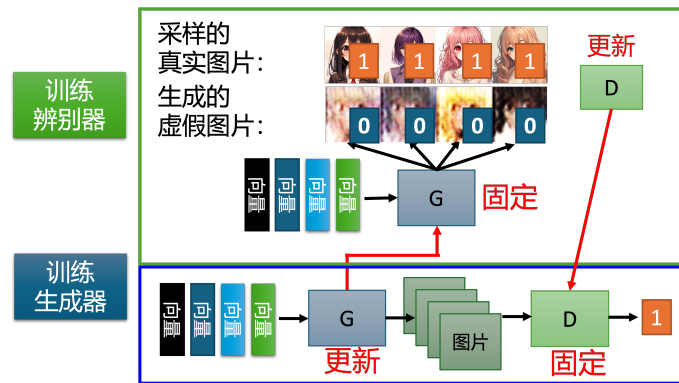 采样的
真实图片：
1 1 1 1
更新
D
训练
辨别器
生成的
虚假图片：
0 0 0 0
向量 向量 向量 向量
G
固定
训练
生成器
向量 向量 向量 向量
G
更新
图片
D
固定
1